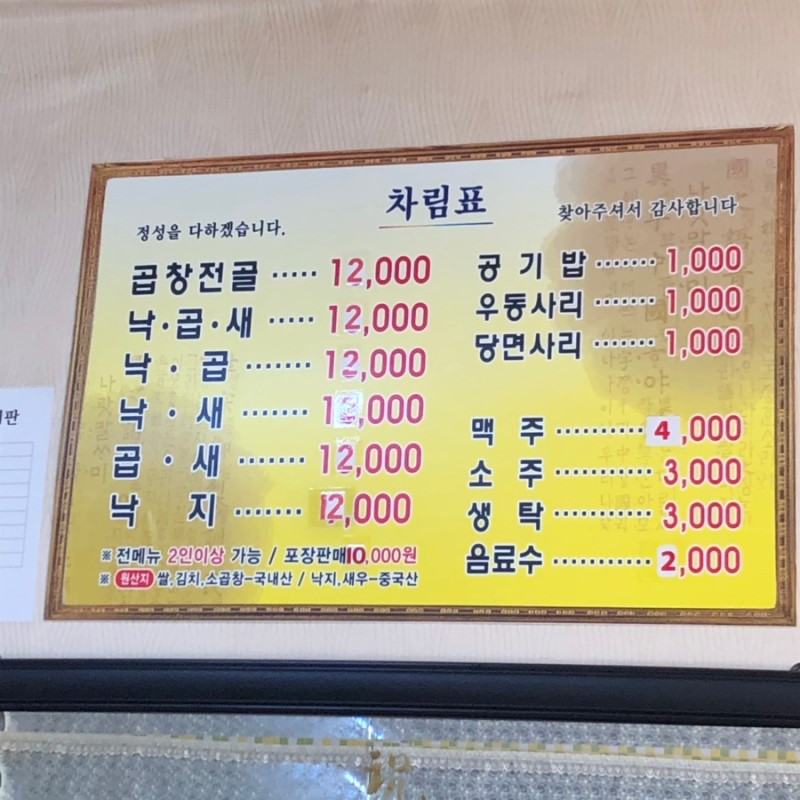 차림표
정성을 다하겠습니다.
찾아주셔서 감사합니다
곱창전골 ····· 12,000
낙·곱·새 ····· 12,000
낙 · 곱 ······· 12,000
낙 · 새 ······· 12,000
곱 · 새 ······· 12,000
낙 지 ······· 12,000
※ 전메뉴 2인이상 가능 / 포장판매10,000원
※ 원산지 쌀,김치,소곱창-국내산 / 낙지,새우-중국산
공 기 밥 ······· 1,000
우동사리 ······· 1,000
당면사리 ······· 1,000
맥 주 ·········· 4,000
소 주 ·········· 3,000
생 탁 ·········· 3,000
음료수 ·········· 2,000